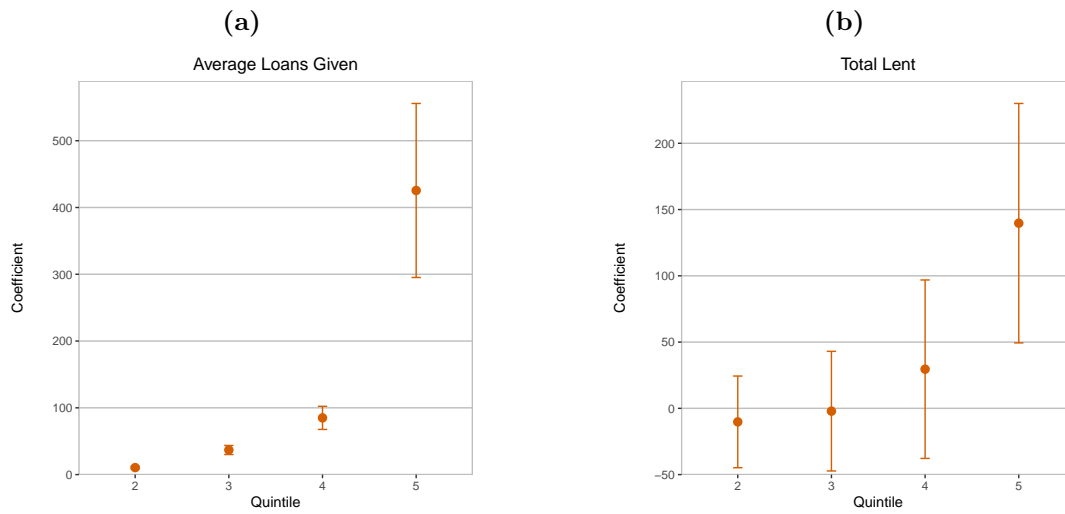 (a)
Average Loans Given
Coefficient
500
400
300
200
100
0
2 3 4 5
Quintile
(b)
Total Lent
Coefficient
200
150
100
50
0
−50
2 3 4 5
Quintile